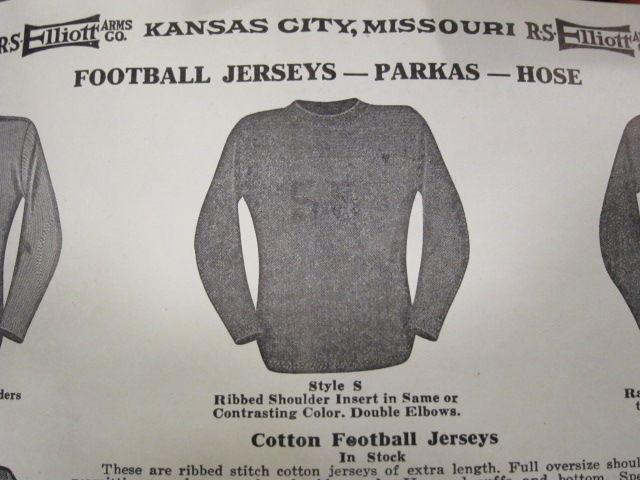 R·S· Elliott ARMS CO. KANSAS CITY, MISSOURI R·S· Elliott
FOOTBALL JERSEYS — PARKAS — HOSE
Style S
Ribbed Shoulder Insert in Same or
Contrasting Color. Double Elbows.
Cotton Football Jerseys
In Stock
These are ribbed stitch cotton jerseys of extra length. Full oversize